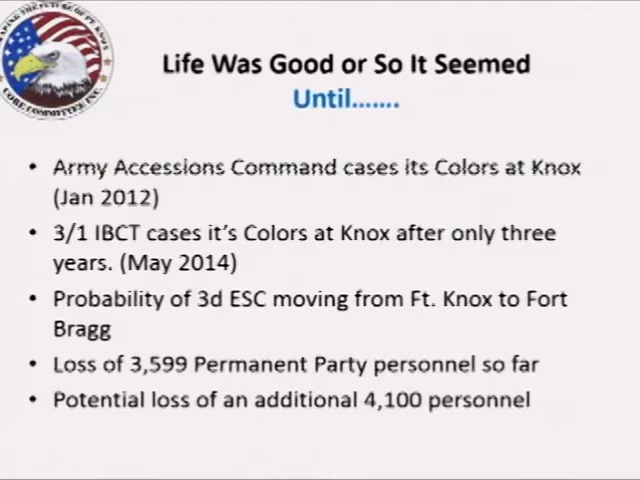 Life Was Good or So It Seemed
Until.......
• Army Accessions Command cases its Colors at Knox
(Jan 2012)
• 3/1 IBCT cases it's Colors at Knox after only three
years. (May 2014)
• Probability of 3d ESC moving from Ft. Knox to Fort
Bragg
• Loss of 3,599 Permanent Party personnel so far
• Potential loss of an additional 4,100 personnel
CORE COMMITTEE INC.